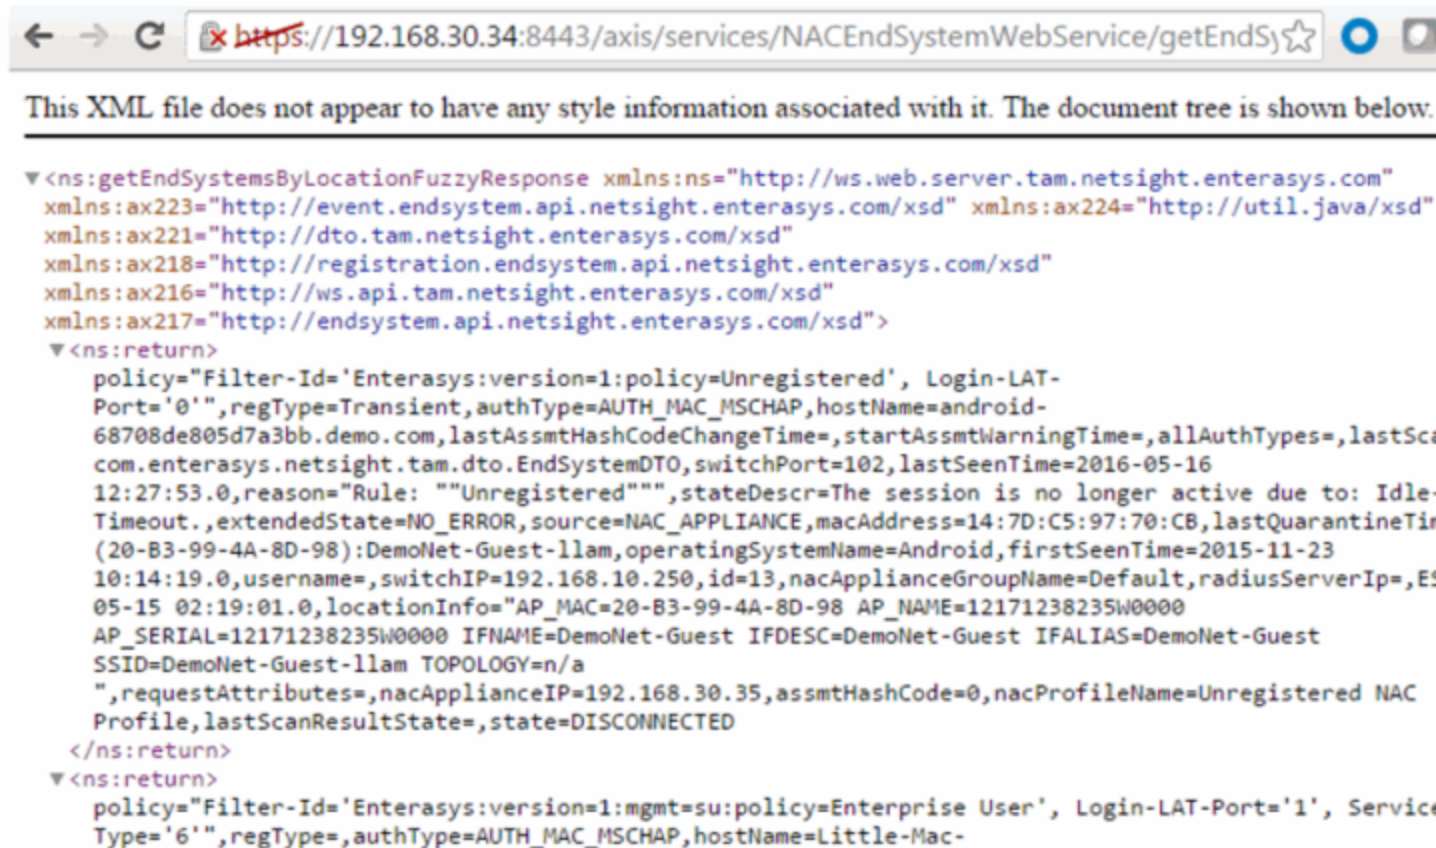 https://192.168.30.34:8443/axis/services/NACEndSystemWebService/getEndSy
This XML file does not appear to have any style information associated with it. The document tree is shown below.
▼<ns:getEndSystemsByLocationFuzzyResponse xmlns:ns="http://ws.web.server.tam.netsight.enterasys.com"
xmlns:ax223="http://event.endsystem.api.netsight.enterasys.com/xsd" xmlns:ax224="http://util.java/xsd"
xmlns:ax221="http://dto.tam.netsight.enterasys.com/xsd"
xmlns:ax218="http://registration.endsystem.api.netsight.enterasys.com/xsd"
xmlns:ax216="http://ws.api.tam.netsight.enterasys.com/xsd"
xmlns:ax217="http://endsystem.api.netsight.enterasys.com/xsd">
▼<ns:return>
policy="Filter-Id='Enterasys:version=1:policy=Unregistered', Login-LAT-
Port='0'",regType=Transient,authType=AUTH_MAC_MSCHAP,hostName=android-
68708de805d7a3bb.demo.com,lastAssmtHashCodeChangeTime=,startAssmtWarningTime=,allAuthTypes=,lastSca
com.enterasys.netsight.tam.dto.EndSystemDTO,switchPort=102,lastSeenTime=2016-05-16
12:27:53.0,reason="Rule: ""Unregistered""",stateDescr=The session is no longer active due to: Idle-
Timeout.,extendedState=NO_ERROR,source=NAC_APPLIANCE,macAddress=14:7D:C5:97:70:CB,lastQuarantineTim
(20-B3-99-4A-8D-98):DemoNet-Guest-llam,operatingSystemName=Android,firstSeenTime=2015-11-23
10:14:19.0,username=,switchIP=192.168.10.250,id=13,nacApplianceGroupName=Default,radiusServerIp=,ES
05-15 02:19:01.0,locationInfo="AP_MAC=20-B3-99-4A-8D-98 AP_NAME=12171238235W0000
AP_SERIAL=12171238235W0000 IFNAME=DemoNet-Guest IFDESC=DemoNet-Guest IFALIAS=DemoNet-Guest
SSID=DemoNet-Guest-llam TOPOLOGY=n/a
",requestAttributes=,nacApplianceIP=192.168.30.35,assmtHashCode=0,nacProfileName=Unregistered NAC
Profile,lastScanResultState=,state=DISCONNECTED
</ns:return>
▼<ns:return>
policy="Filter-Id='Enterasys:version=1:mgmt=su:policy=Enterprise User', Login-LAT-Port='1', Service
Type='6'",regType=,authType=AUTH_MAC_MSCHAP,hostName=Little-Mac-